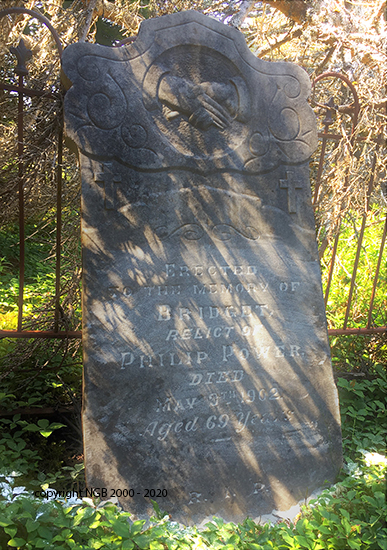 ERECTED
TO THE MEMORY OF
BRIDGET,
RELICT OF
PHILIP POWER
DIED
MAY 9TH 1902
Aged 69 Years
R. I. P.
copyright NGB 2000 - 2020